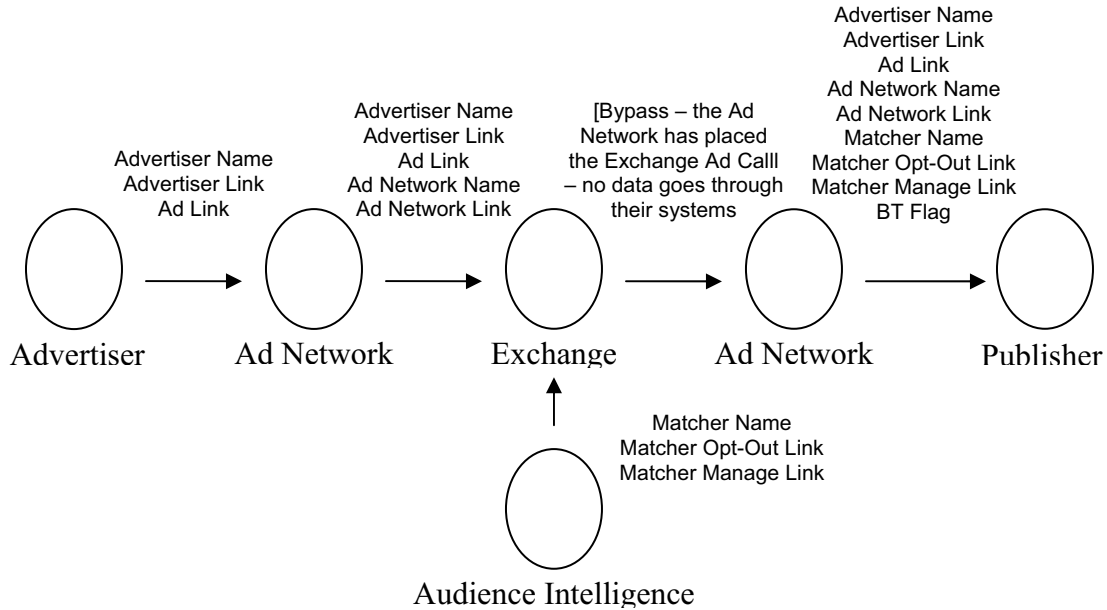 Advertiser Name
Advertiser Link
Ad Link
Advertiser Name
Advertiser Link
Ad Link
Ad Network Name
Ad Network Link
[Bypass – the Ad
Network has placed
the Exchange Ad Calll
– no data goes through
their systems
Advertiser Name
Advertiser Link
Ad Link
Ad Network Name
Ad Network Link
Matcher Name
Matcher Opt-Out Link
Matcher Manage Link
BT Flag
Advertiser
Ad Network
Exchange
Ad Network
Publisher
Matcher Name
Matcher Opt-Out Link
Matcher Manage Link
Audience Intelligence